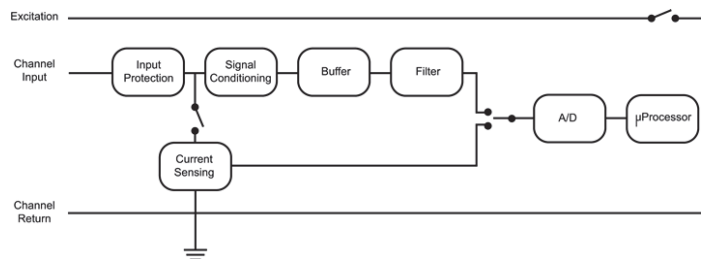 Excitation
Channel
Input
Input
Protection
Signal
Conditioning
Buffer
Filter
A/D
µProcessor
Current
Sensing
Channel
Return